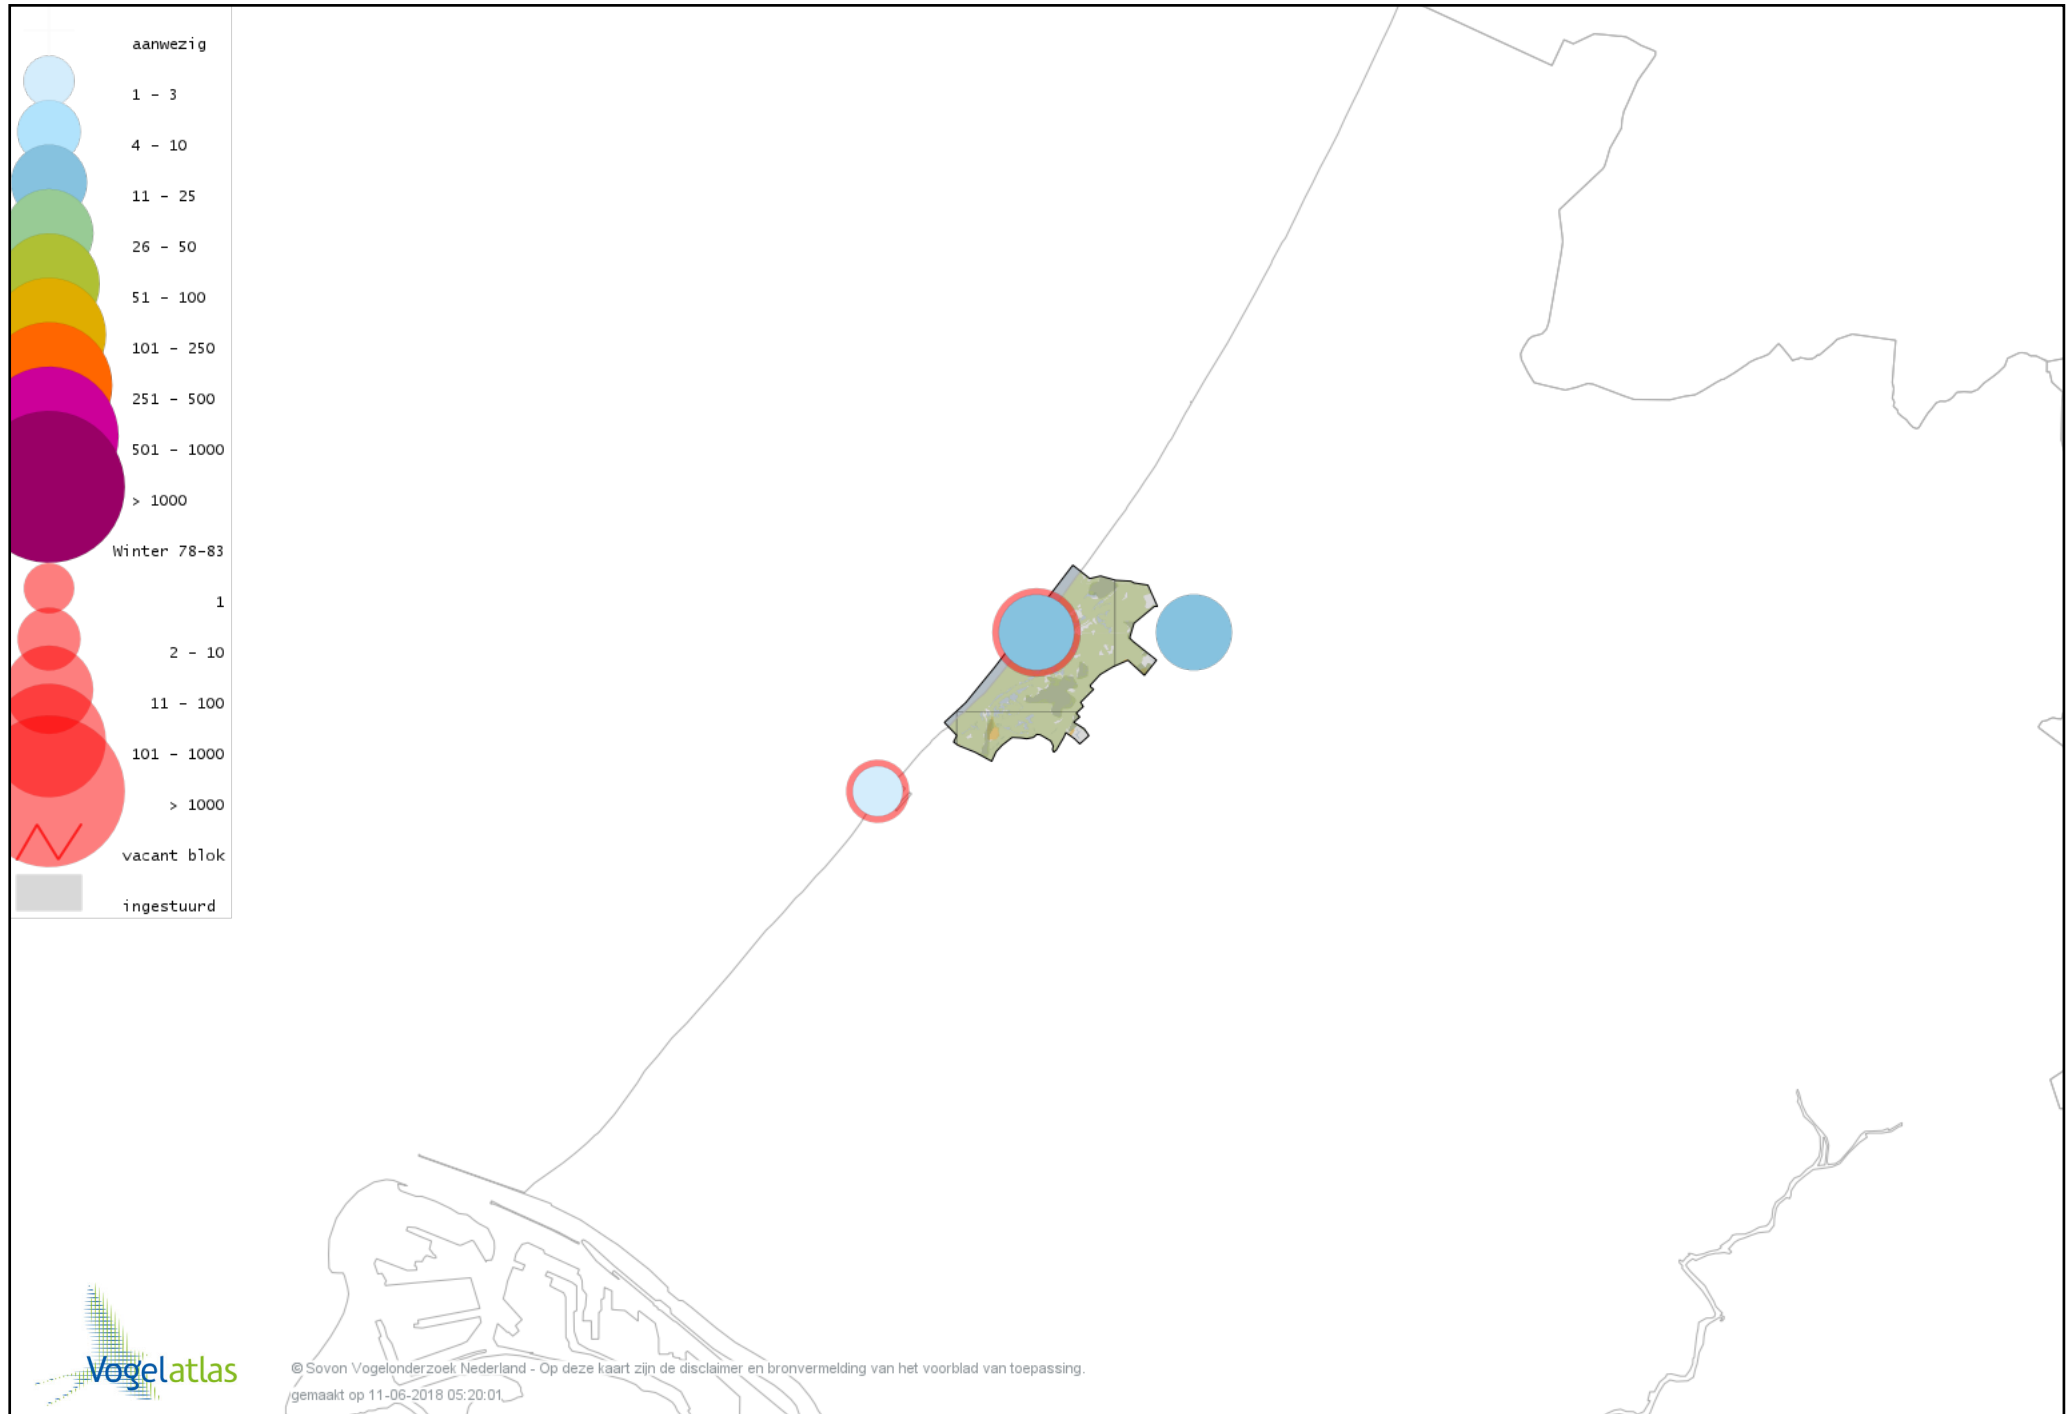 aanwezig
1 - 3
4 - 10
11 - 25
26 - 50
51 - 100
101 - 250
251 - 500
501 - 1000
> 1000
Winter 78-83
1
2 - 10
11 - 100
101 - 1000
> 1000
vacant blok
ingestuurd
Vogelatlas
© Sovon Vogelonderzoek Nederland - Op deze kaart zijn de disclaimer en bronvermelding van het voorblad van toepassing.
gemaakt op 11-06-2018 05:20:01